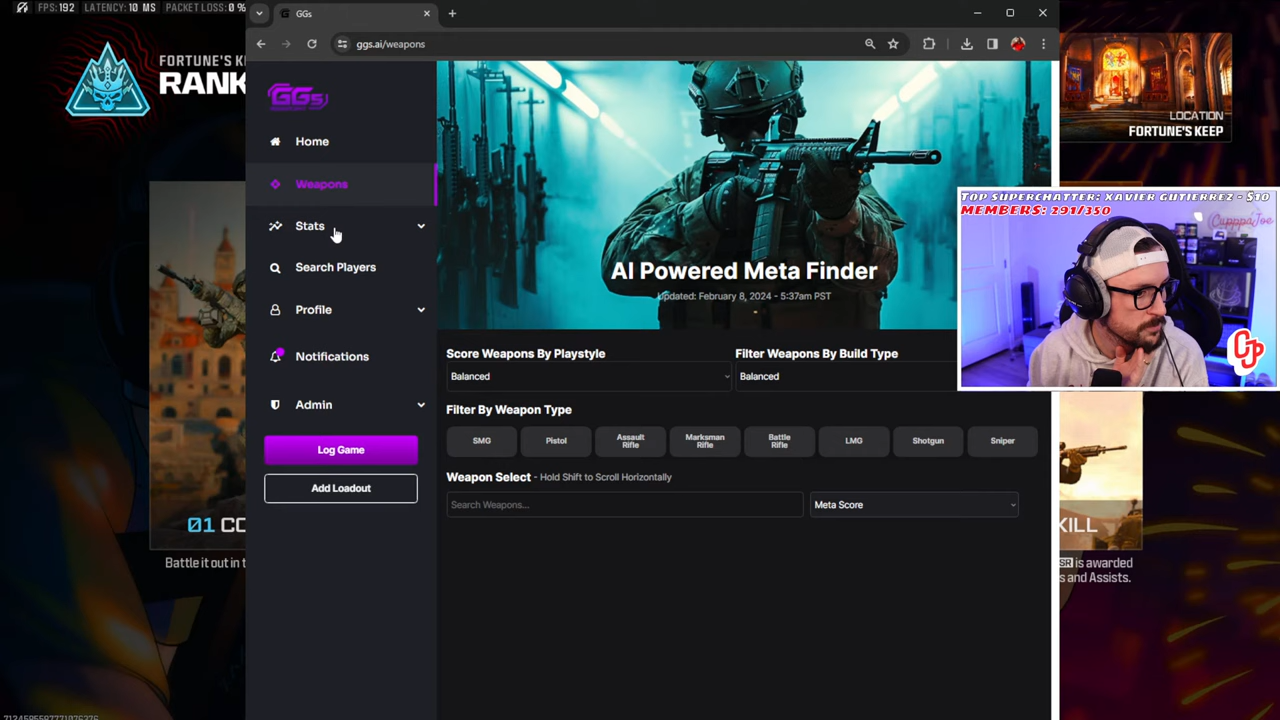 FPS: 192 LATENCY: 10 MS PACKET LOSS: 0 %
FORTUNE'S KE
RANK
GGs
ggs.ai/weapons
GGs
Home
Weapons
Stats
Search Players
Profile
Notifications
Admin
Log Game
Add Loadout
AI Powered Meta Finder
Updated: February 8, 2024 - 5:37am PST
Score Weapons By Playstyle
Balanced
Filter Weapons By Build Type
Balanced
Filter By Weapon Type
SMG
Pistol
Assault
Rifle
Marksman
Rifle
Battle
Rifle
LMG
Shotgun
Sniper
Weapon Select - Hold Shift to Scroll Horizontally
Search Weapons...
Meta Score
LOCATION
FORTUNE'S KEEP
TOP SUPERCHATTER: XAVIER GUTIERREZ - $10
MEMBERS: 291/350
CupppaJoe
CJ
01 CO
Battle it out in t
KILL
SR is awarded
s and Assists.